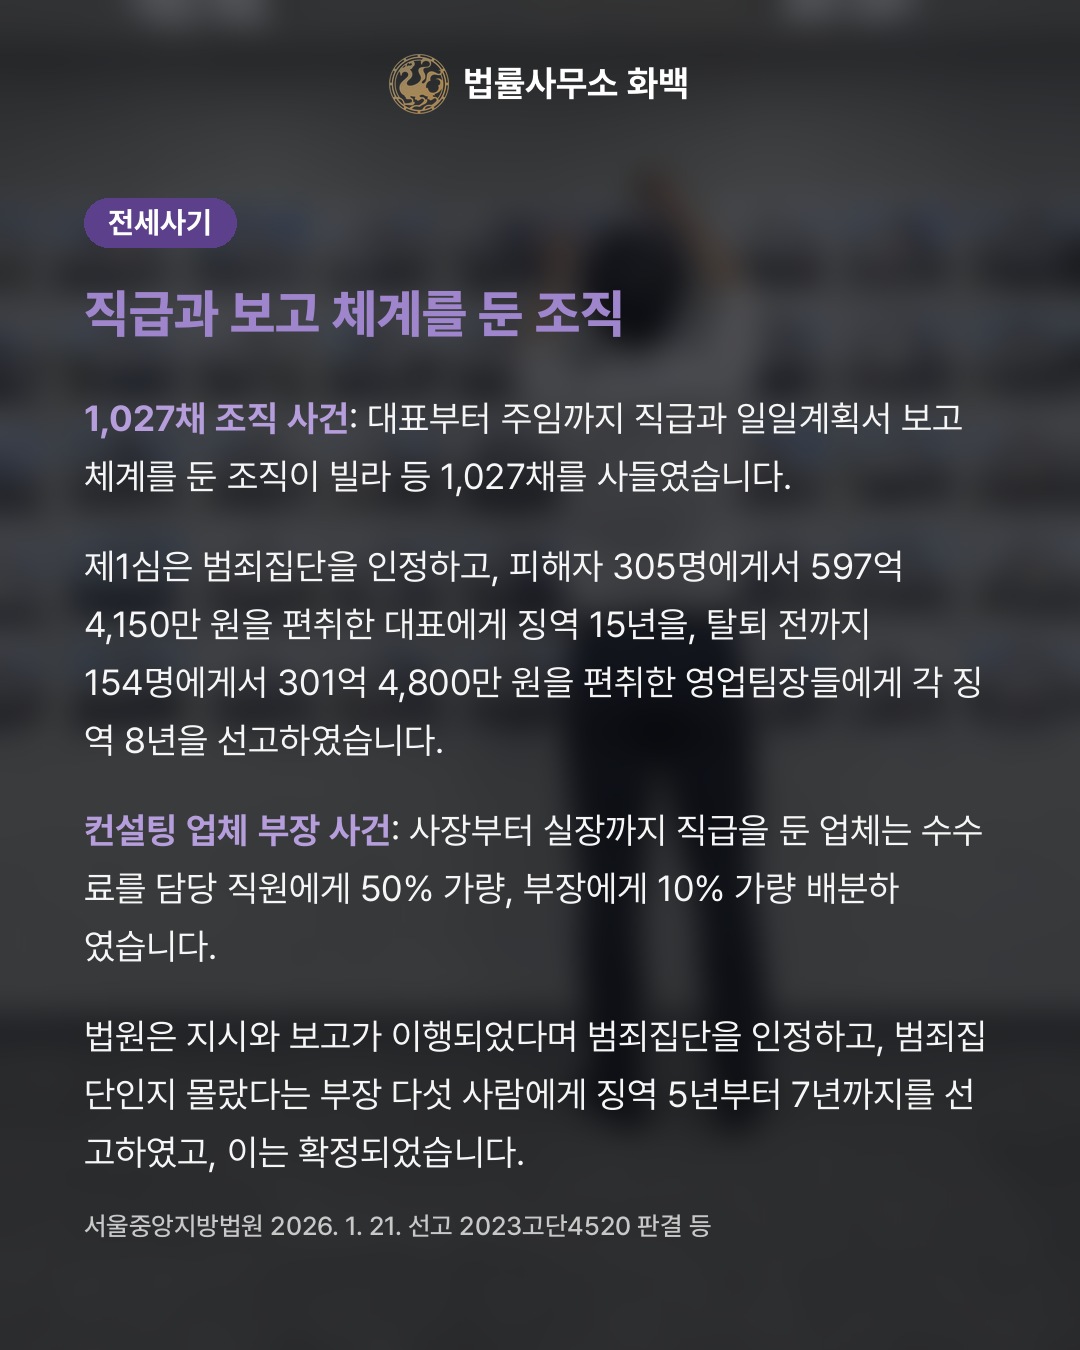 법률사무소 화백
전세사기
직급과 보고 체계를 둔 조직
1,027채 조직 사건: 대표부터 주임까지 직급과 일일계획서 보고
체계를 둔 조직이 빌라 등 1,027채를 사들였습니다.
제1심은 범죄집단을 인정하고, 피해자 305명에게서 597억
4,150만 원을 편취한 대표에게 징역 15년을, 탈퇴 전까지
154명에게서 301억 4,800만 원을 편취한 영업팀장들에게 각 징
역 8년을 선고하였습니다.
컨설팅 업체 부장 사건: 사장부터 실장까지 직급을 둔 업체는 수수
료를 담당 직원에게 50% 가량, 부장에게 10% 가량 배분하
였습니다.
법원은 지시와 보고가 이행되었다며 범죄집단을 인정하고, 범죄집
단인지 몰랐다는 부장 다섯 사람에게 징역 5년부터 7년까지를 선
고하였고, 이는 확정되었습니다.
서울중앙지방법원 2026. 1. 21. 선고 2023고단4520 판결 등